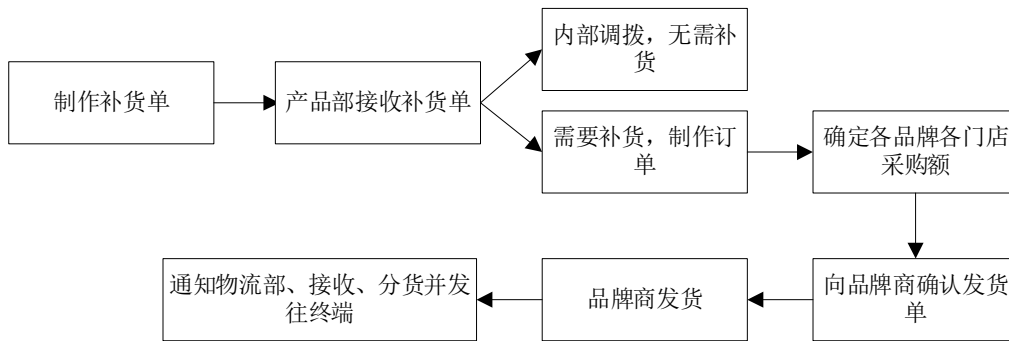 制作补货单
产品部接收补货单
内部调拨，无需补
货
需要补货，制作订
单
确定各品牌各门店
采购额
向品牌商确认发货
单
品牌商发货
通知物流部、接收、分货并发
往终端